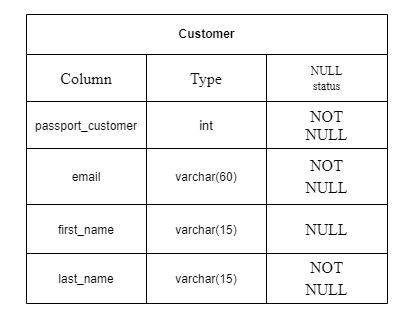 Customer
Column Type NULL
status
passport_customer int NOT
NULL
email varchar(60) NOT
NULL
first_name varchar(15) NULL
last_name varchar(15) NOT
NULL